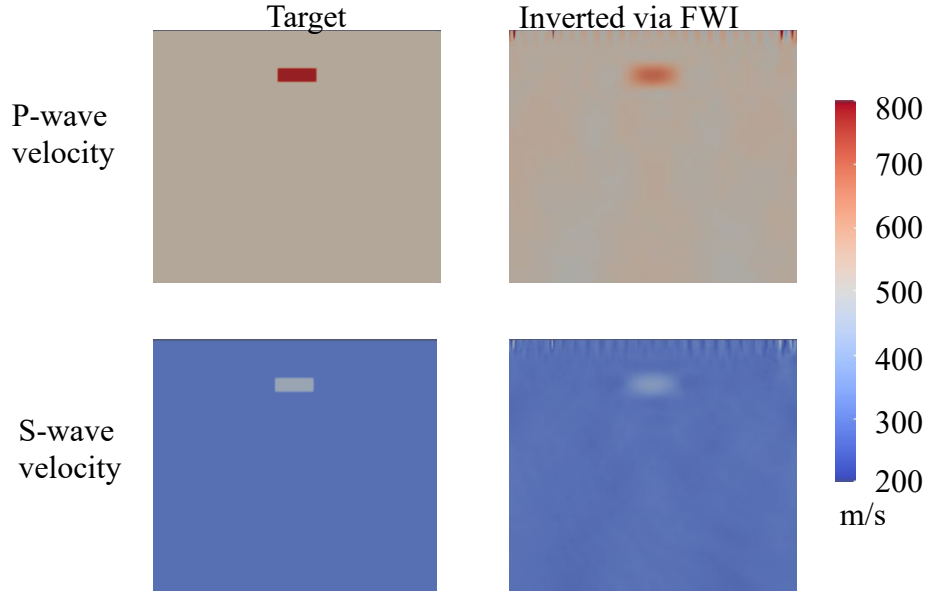 Target
Inverted via FWI
P-wave
velocity
S-wave
velocity
800
700
600
500
400
300
200
m/s